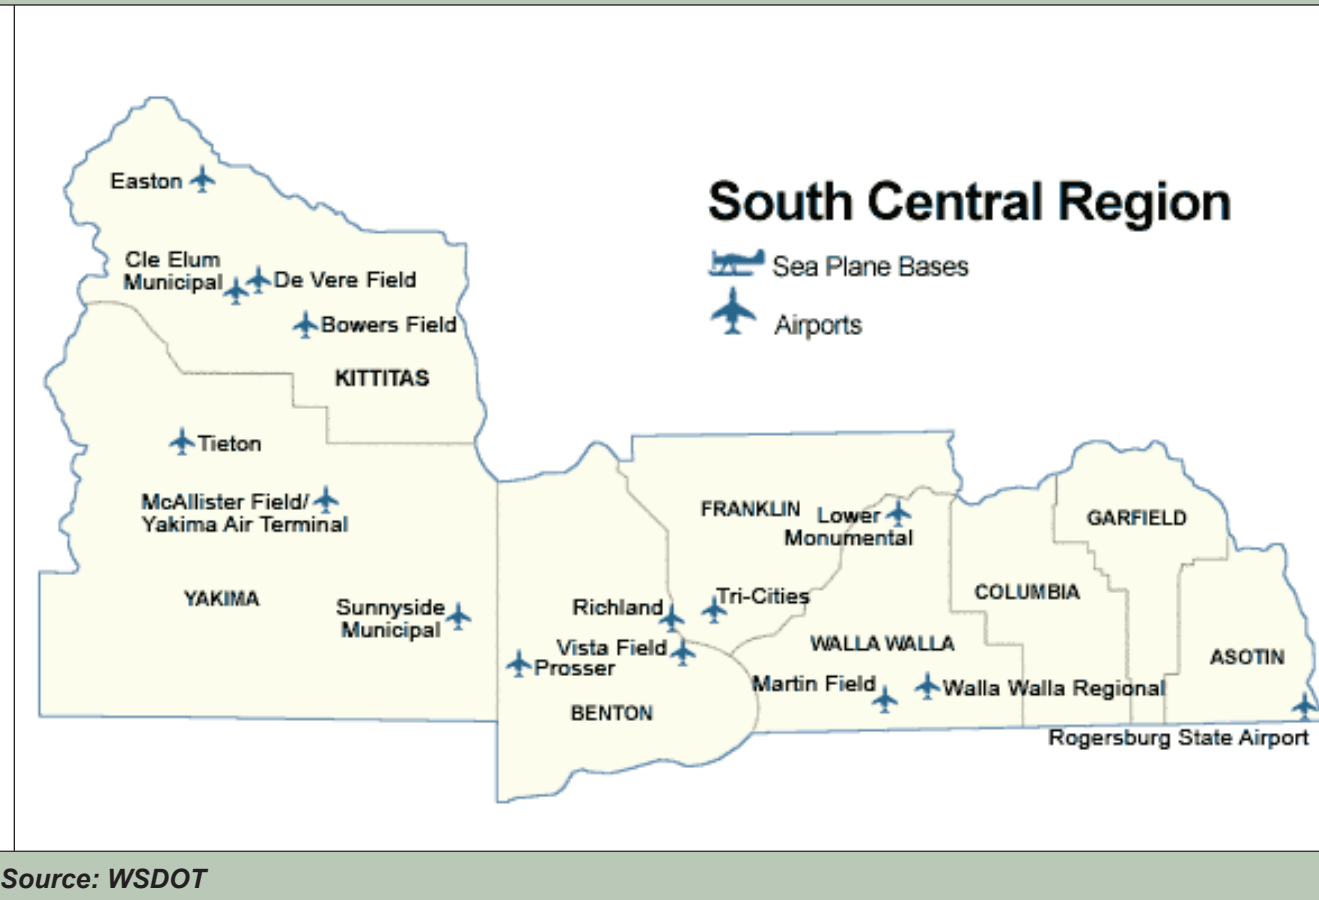 South Central Region
Sea Plane Bases
Airports
Easton
Cle Elum
Municipal
De Vere Field
Bowers Field
KITTITAS
Tieton
McAllister Field/
Yakima Air Terminal
YAKIMA
Sunnyside
Municipal
FRANKLIN
Lower
Monumental
GARFIELD
COLUMBIA
Richland
Tri-Cities
Vista Field
Prosser
BENTON
WALLA WALLA
Martin Field
Walla Walla Regional
ASOTIN
Rogersburg State Airport
Source: WSDOT